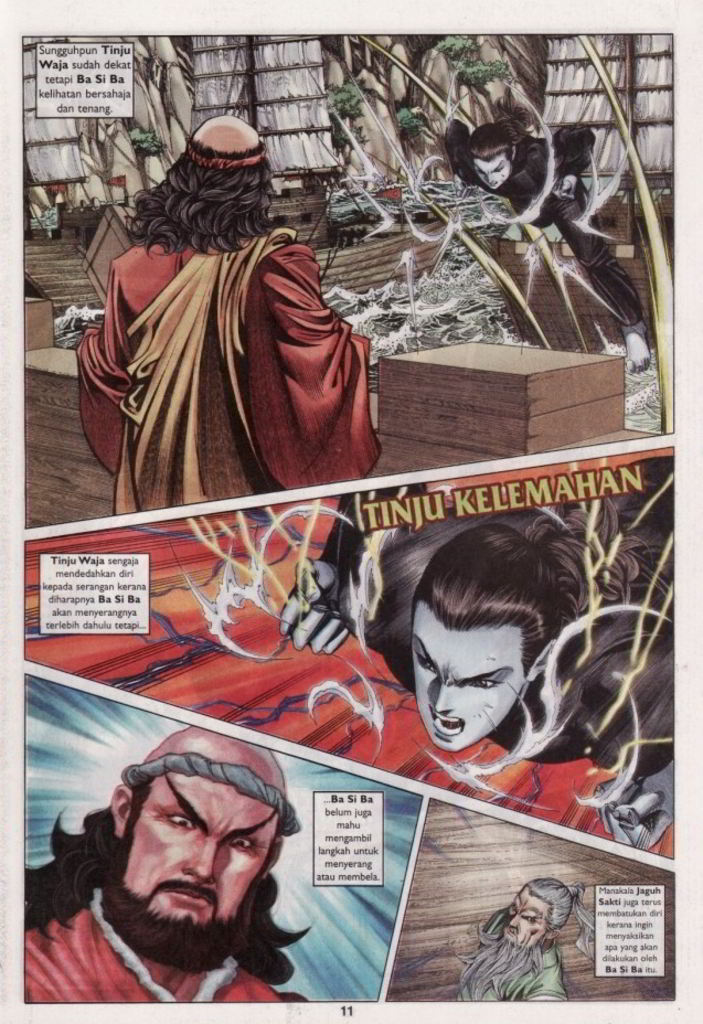 Sungguhpun Tinju
Waja sudah dekat
tetapi Ba Si Ba
kelihatan bersahaja
dan tenang.
TINJU KELEMAHAN
Tinju Waja sengaja
mendedahkan diri
kepada serangan kerana
diharapnya Ba Si Ba
akan menyerangnya
terlebih dahulu tetapi...
...Ba Si Ba
belum juga
mahu
mengambil
langkah untuk
menyerang
atau membela.
Manakala Jaguh
Sakti juga terus
membatukan diri
kerana ingin
menyaksikan
apa yang akan
dilakukan oleh
Ba Si Ba itu.
11